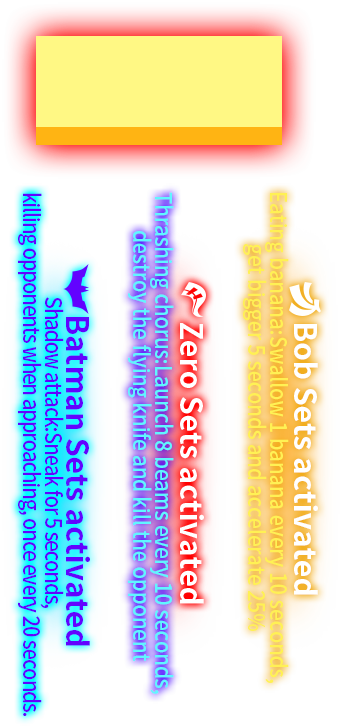 Bob Sets activated
Eating banana: Swallow 1 banana every 10 seconds,
get bigger 5 seconds and accelerate 25%
Zero Sets activated
Thrashing chorus:Launch 8 beams every 10 seconds,
destroy the flying knife and kill the opponent
Batman Sets activated
Shadow attack:Sneak for 5 seconds,
killing opponents when approaching, once every 20 seconds.